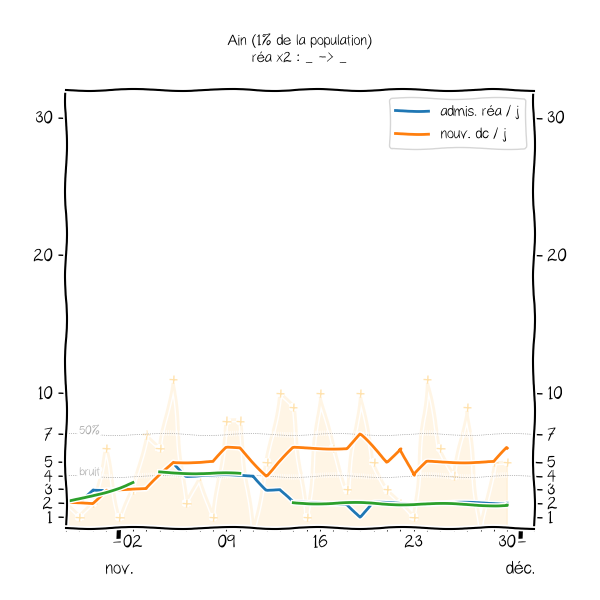 Ain (1% de la population)
réa x2 : _ -> _
admis. réa / j
nouv. dc / j
30 30
20 20
10 10
7 50% 7
5 5
4 bruit 4
3 3
2 2
1 1
02 09 16 23 30
nov. déc.